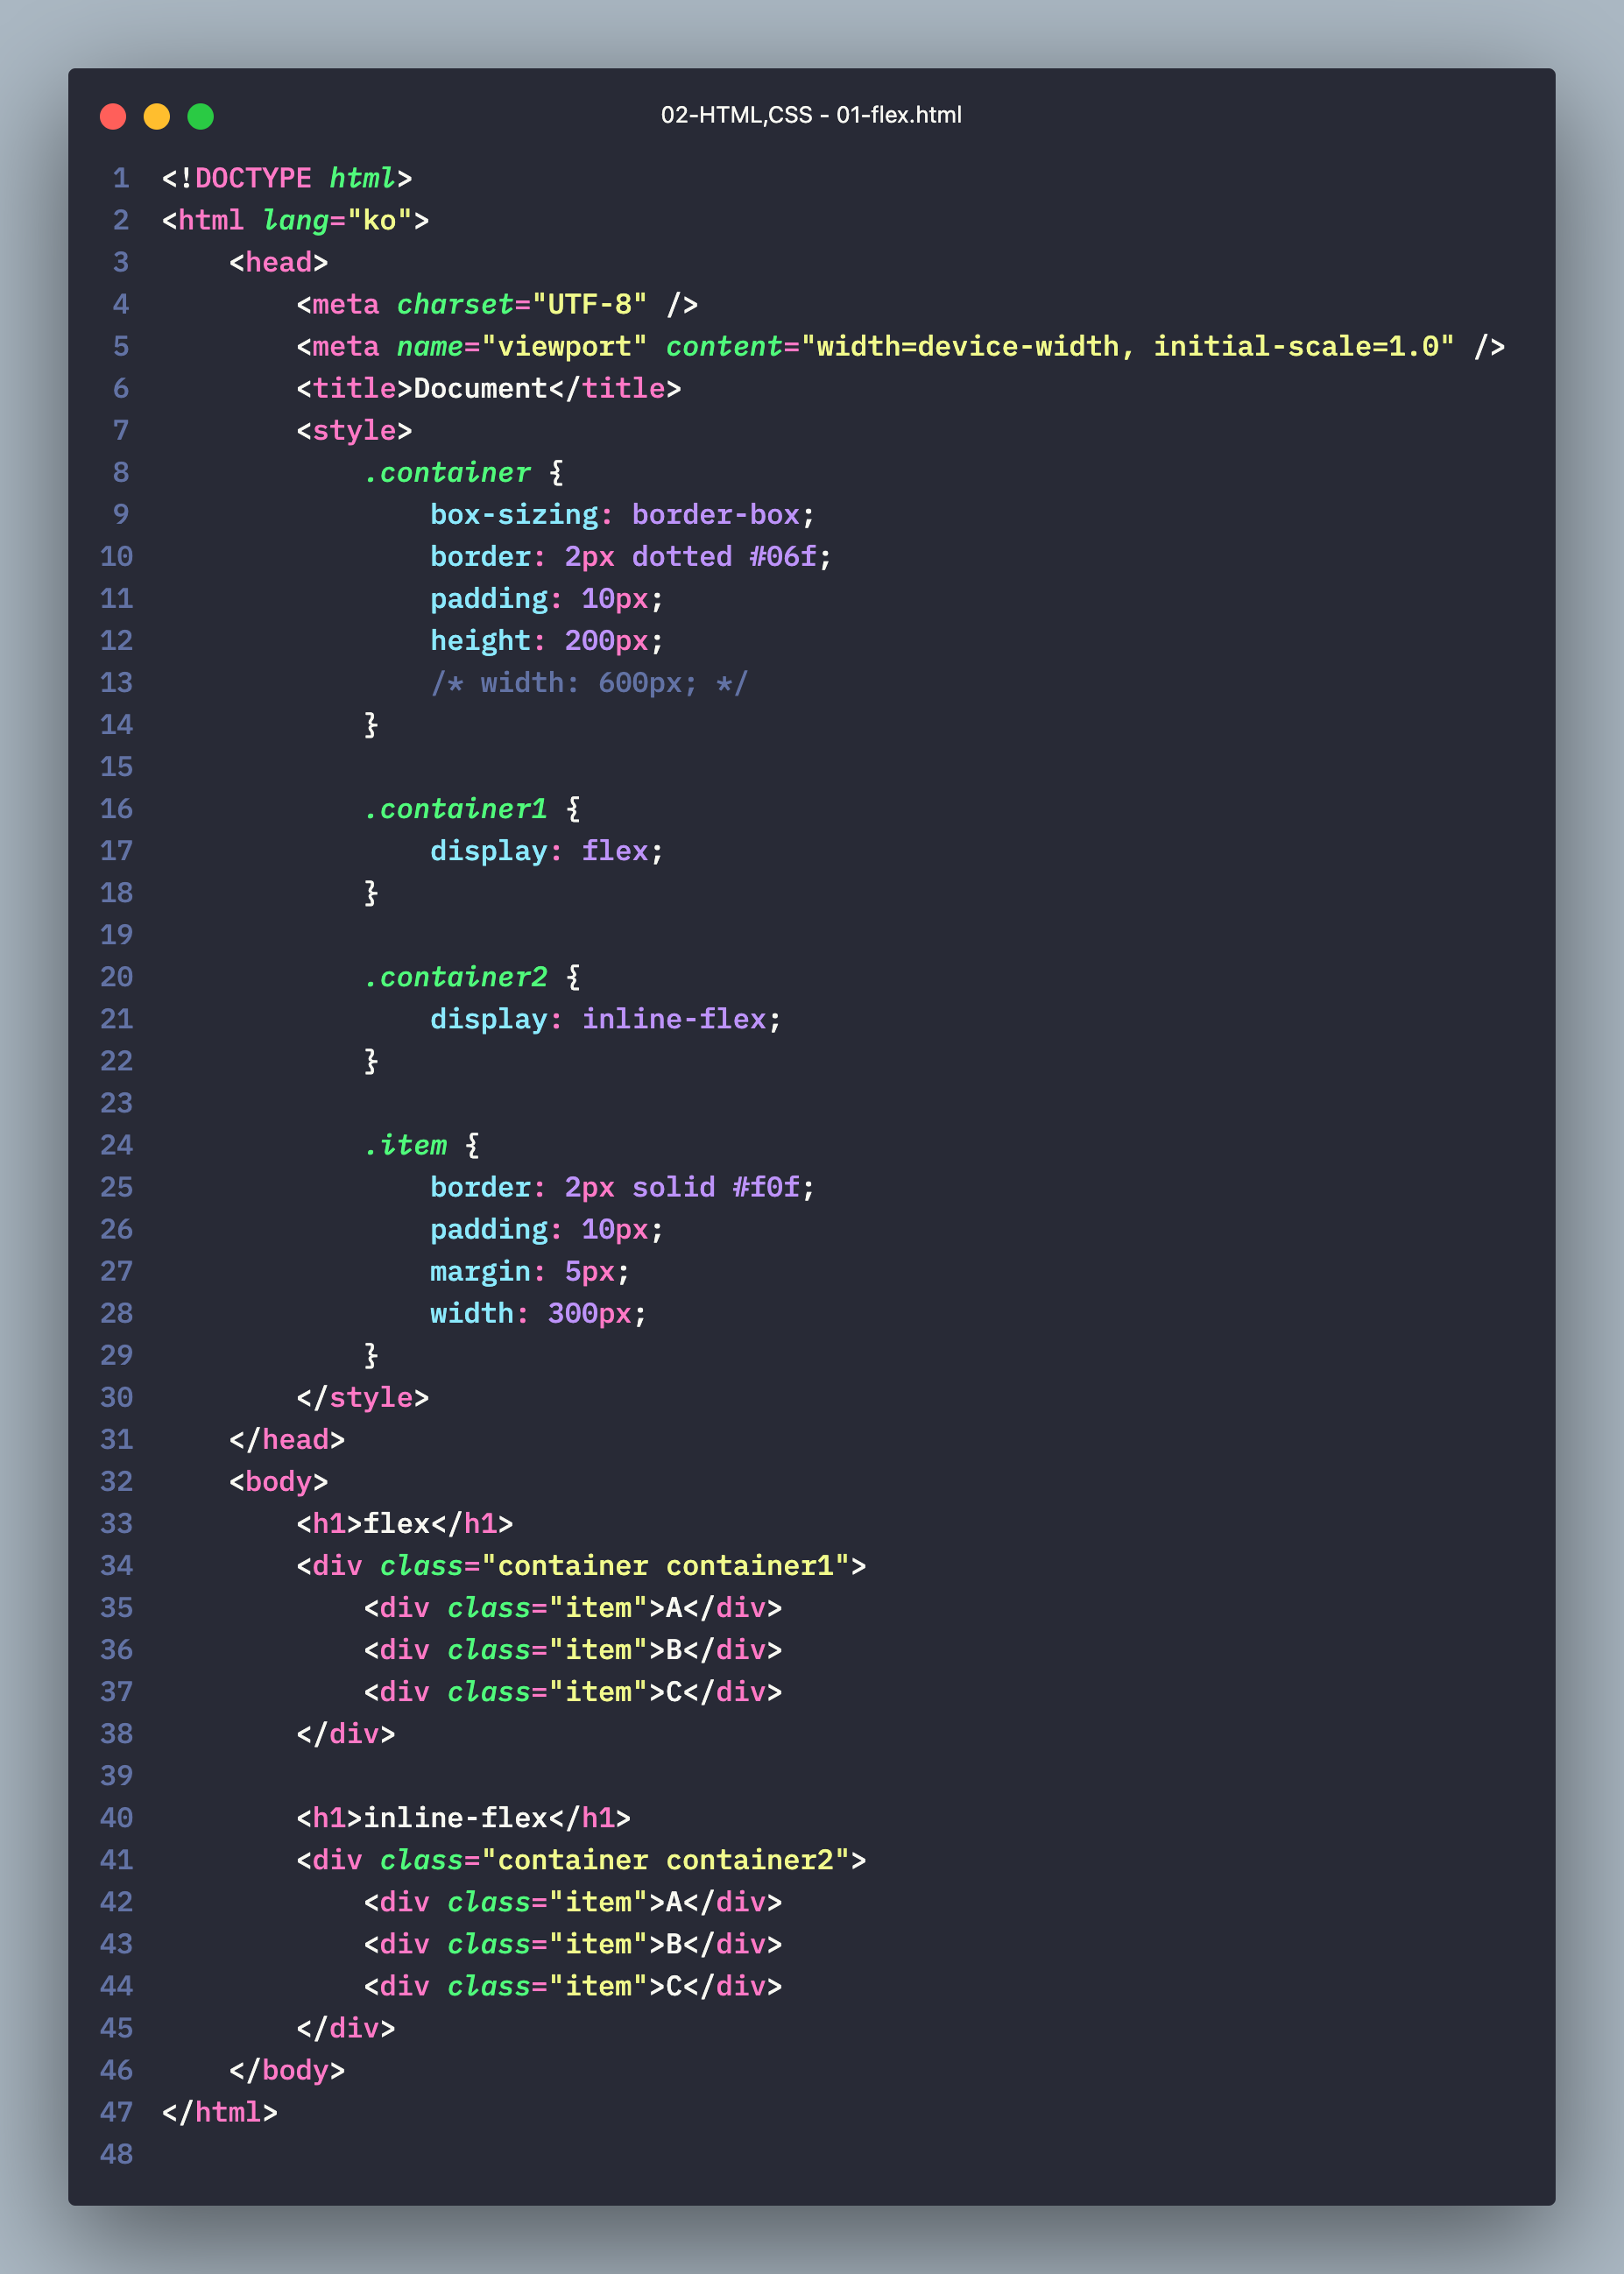 02-HTML,CSS - 01-flex.html
1 <!DOCTYPE html>
2 <html lang="ko">
3     <head>
4         <meta charset="UTF-8" />
5         <meta name="viewport" content="width=device-width, initial-scale=1.0" />
6         <title>Document</title>
7         <style>
8             .container {
9                 box-sizing: border-box;
10                 border: 2px dotted #06f;
11                 padding: 10px;
12                 height: 200px;
13                 /* width: 600px; */
14             }
15
16             .container1 {
17                 display: flex;
18             }
19
20             .container2 {
21                 display: inline-flex;
22             }
23
24             .item {
25                 border: 2px solid #f0f;
26                 padding: 10px;
27                 margin: 5px;
28                 width: 300px;
29             }
30         </style>
31     </head>
32     <body>
33         <h1>flex</h1>
34         <div class="container container1">
35             <div class="item">A</div>
36             <div class="item">B</div>
37             <div class="item">C</div>
38         </div>
39
40         <h1>inline-flex</h1>
41         <div class="container container2">
42             <div class="item">A</div>
43             <div class="item">B</div>
44             <div class="item">C</div>
45         </div>
46     </body>
47 </html>
48